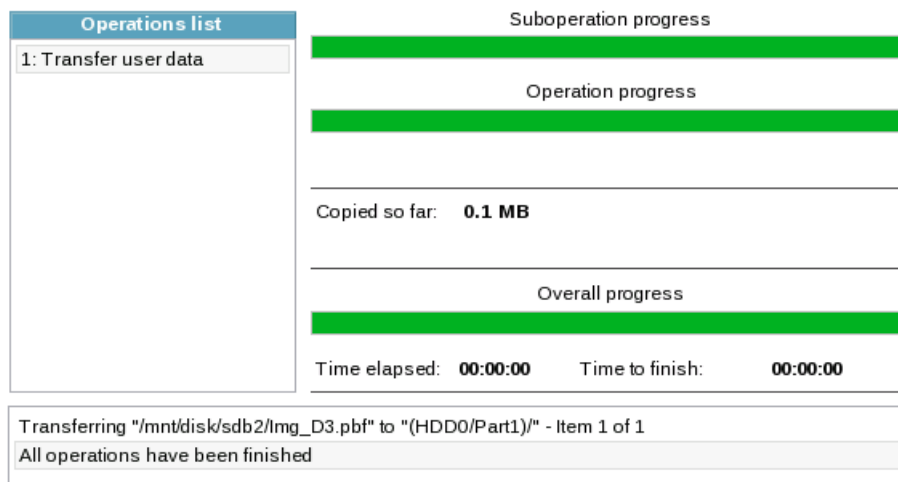 Operations list
1: Transfer user data
Suboperation progress
Operation progress
Copied so far: 0.1 MB
Overall progress
Time elapsed: 00:00:00 Time to finish: 00:00:00
Transferring "/mnt/disk/sdb2/Img_D3.pbf" to "(HDD0/Part1)/" - Item 1 of 1
All operations have been finished